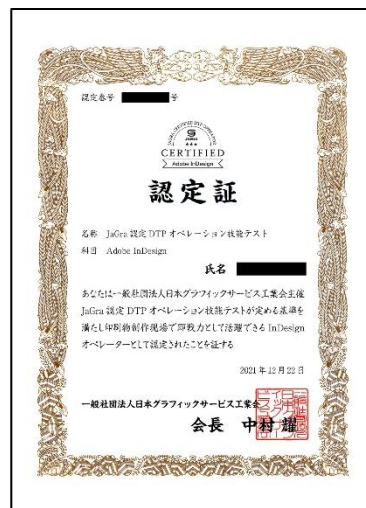 認定番号 号
CERTIFIED
Adobe InDesign
認定証
名称 JaGra 認定 DTP オペレーション技能テスト
科目 Adobe InDesign
氏名
あなたは一般社団法人日本グラフィックサービス工業会主催
JaGra 認定 DTP オペレーション技能テストが定める基準を
満たし印刷物制作現場で即戦力として活躍できる InDesign
オペレーターとして認定されたことを証する
2021 年 12 月 22 日
一般社団法人日本グラフィックサービス工業会
会長 中村 耀